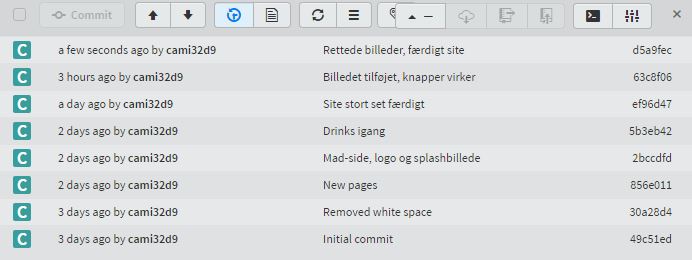 Commit
C a few seconds ago by cami32d9 Rettede billeder, færdigt site d5a9fec
C 3 hours ago by cami32d9 Billedet tilføjet, knapper virker 63c8f06
C a day ago by cami32d9 Site stort set færdigt ef96d47
C 2 days ago by cami32d9 Drinks igang 5b3eb42
C 2 days ago by cami32d9 Mad-side, logo og splashbillede 2bccdfd
C 2 days ago by cami32d9 New pages 856e011
C 3 days ago by cami32d9 Removed white space 30a28d4
C 3 days ago by cami32d9 Initial commit 49c51ed